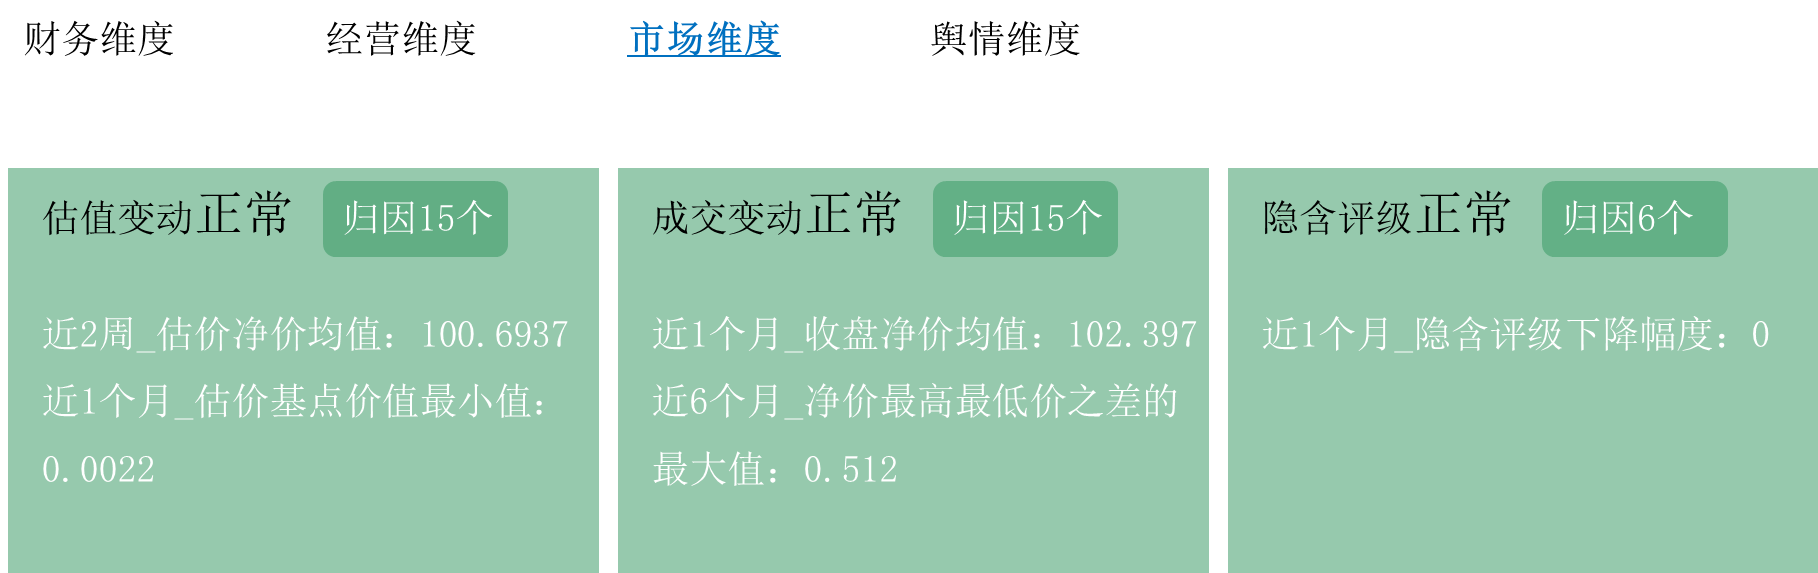 财务维度 经营维度 市场维度 舆情维度
估值变动正常 归因15个
近2周_估价净价均值：100.6937
近1个月_估价基点价值最小值：
0.0022
成交变动正常 归因15个
近1个月_收盘净价均值：102.397
近6个月_净价最高最低价之差的
最大值：0.512
隐含评级正常 归因6个
近1个月_隐含评级下降幅度：0